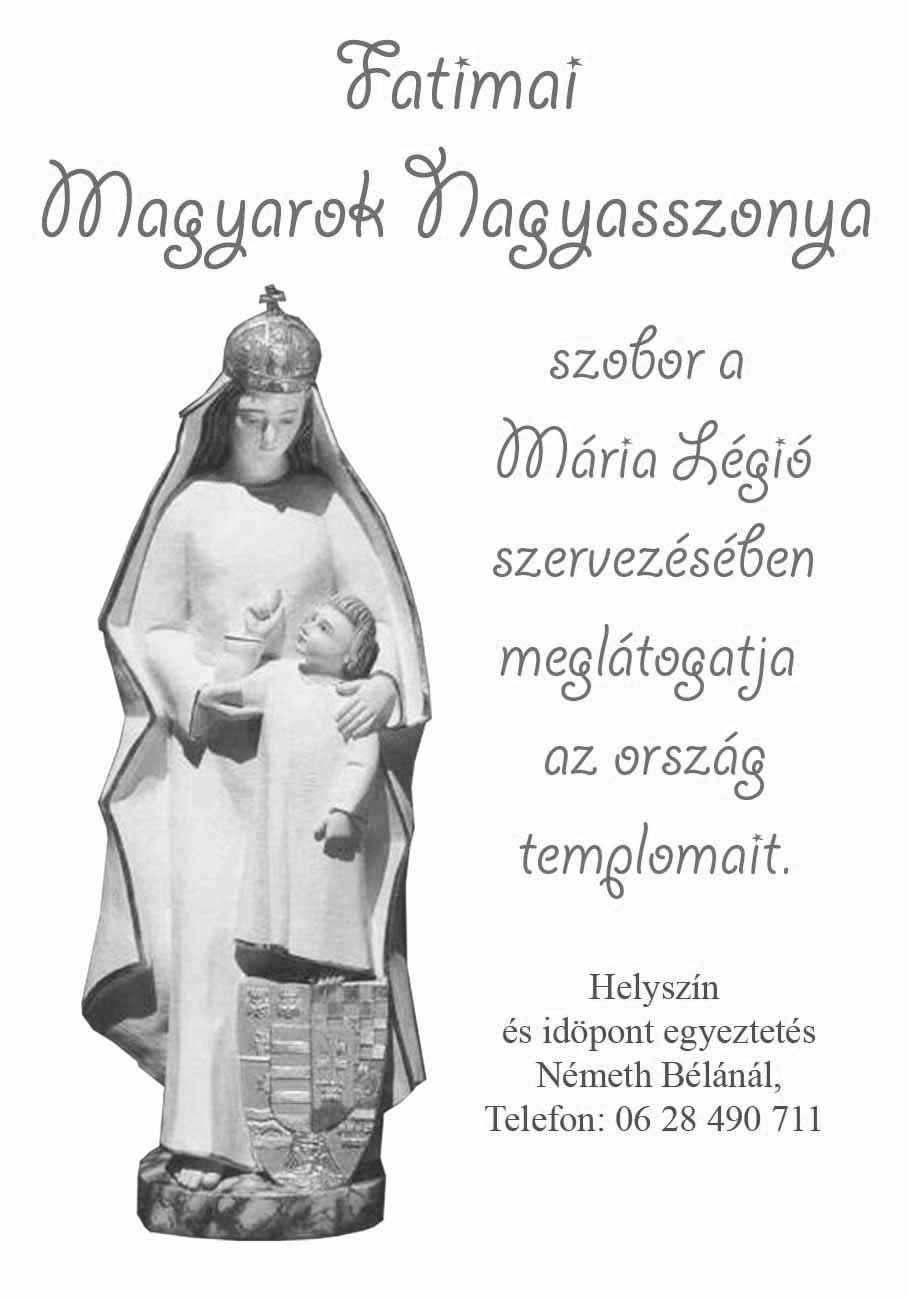 Fatimai
Magyarok Nagyasszonya
szobor a
Mária Légió
szervezésében
meglátogatja
az ország
templomait.
Helyszín
és idöpont egyeztetés
Németh Bélánál,
Telefon: 06 28 490 711